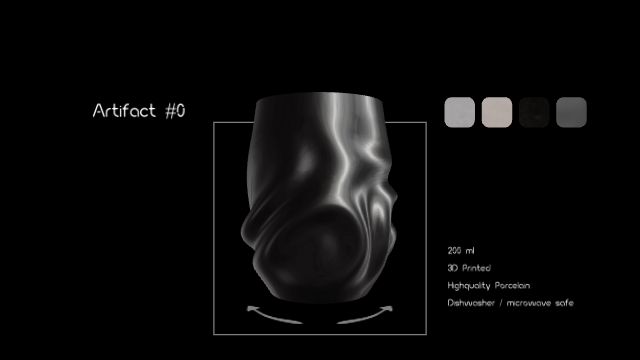 Artifact #0
200 ml
3D Printed
Highquality Porcelain
Dishwasher / microwave safe